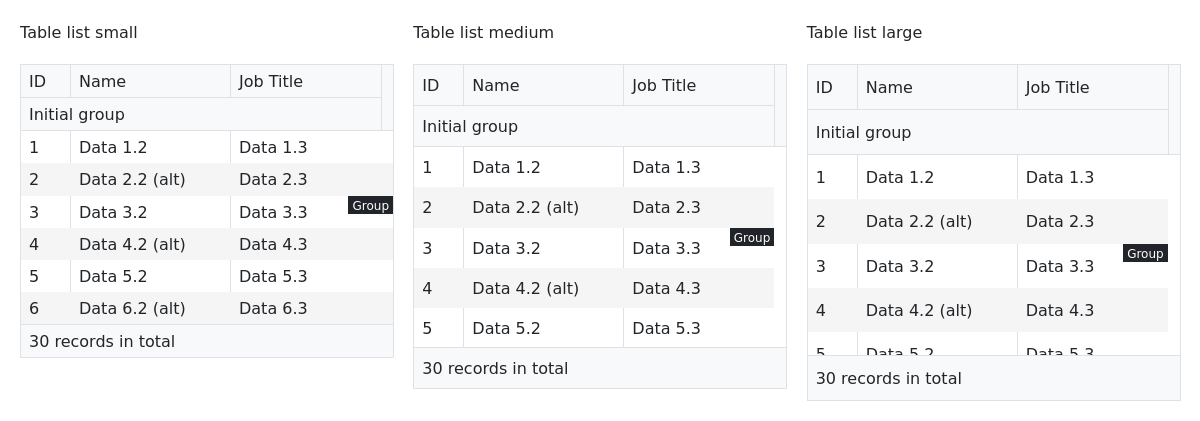 Table list small
ID Name Job Title
Initial group
1 Data 1.2 Data 1.3
2 Data 2.2 (alt) Data 2.3
Group
3 Data 3.2 Data 3.3
4 Data 4.2 (alt) Data 4.3
5 Data 5.2 Data 5.3
6 Data 6.2 (alt) Data 6.3
30 records in total
Table list medium
ID Name Job Title
Initial group
1 Data 1.2 Data 1.3
2 Data 2.2 (alt) Data 2.3
Group
3 Data 3.2 Data 3.3
4 Data 4.2 (alt) Data 4.3
5 Data 5.2 Data 5.3
30 records in total
Table list large
ID Name Job Title
Initial group
1 Data 1.2 Data 1.3
2 Data 2.2 (alt) Data 2.3
Group
3 Data 3.2 Data 3.3
4 Data 4.2 (alt) Data 4.3
5 Data 5.2 Data 5.3
30 records in total